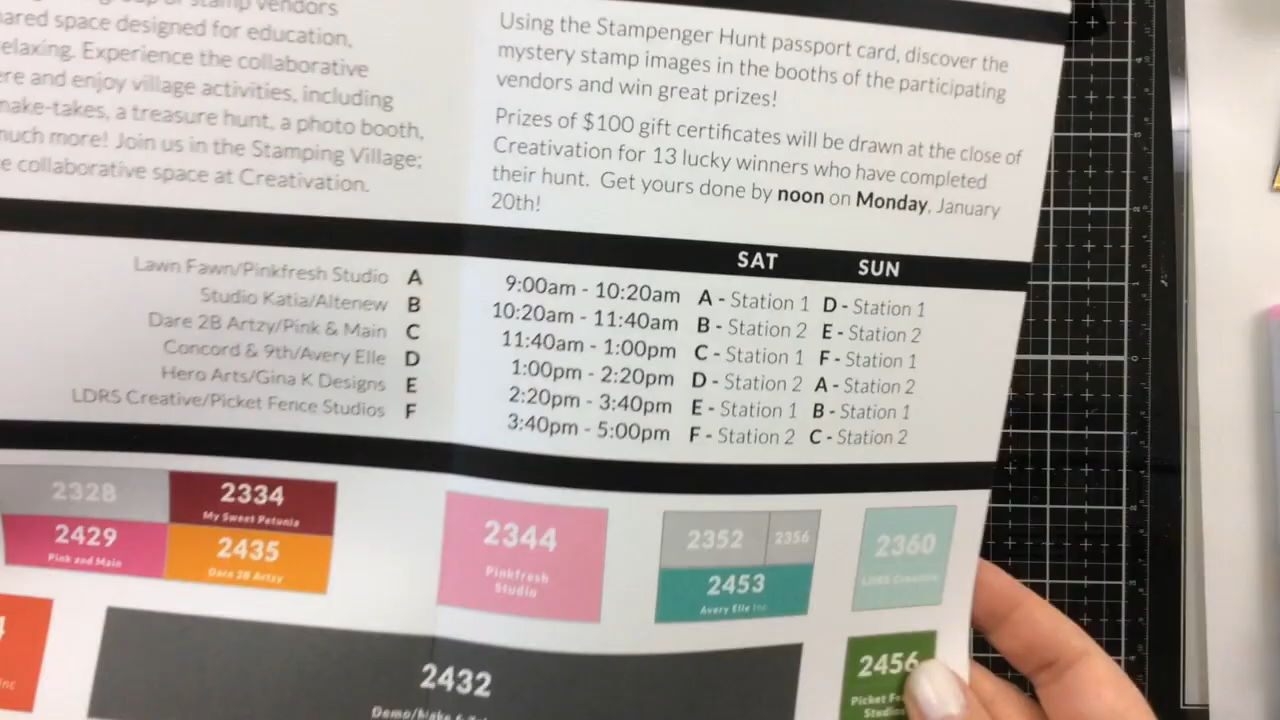 stamp vendors
ared space designed for education,
elaxing. Experience the collaborative
ere and enjoy village activities, including
nake-takes, a treasure hunt, a photo booth,
much more! Join us in the Stamping Village;
e collaborative space at Creativation.
Using the Stampenger Hunt passport card, discover the
mystery stamp images in the booths of the participating
vendors and win great prizes!
Prizes of $100 gift certificates will be drawn at the close of
Creativation for 13 lucky winners who have completed
their hunt. Get yours done by noon on Monday, January
20th!
SAT SUN
Lawn Fawn/Pinkfresh Studio A
Studio Katia/Altenew B
Dare 2B Artzy/Pink & Main C
Concord & 9th/Avery Elle D
Hero Arts/Gina K Designs E
LDRS Creative/Picket Fence Studios F
9:00am - 10:20am A - Station 1 D - Station 1
10:20am - 11:40am B - Station 2 E - Station 2
11:40am - 1:00pm C - Station 1 F - Station 1
1:00pm - 2:20pm D - Station 2 A - Station 2
2:20pm - 3:40pm E - Station 1 B - Station 1
3:40pm - 5:00pm F - Station 2 C - Station 2
2328
2334
My Sweet Petunia
2429
Pink and Main
2435
Dare 2B Artzy
2344
Pinkfresh
Studio
2352 2356
2453
Avery Elle Inc
2360
LDRS Creative
4
Inc
2432
2456
Picket
Studios